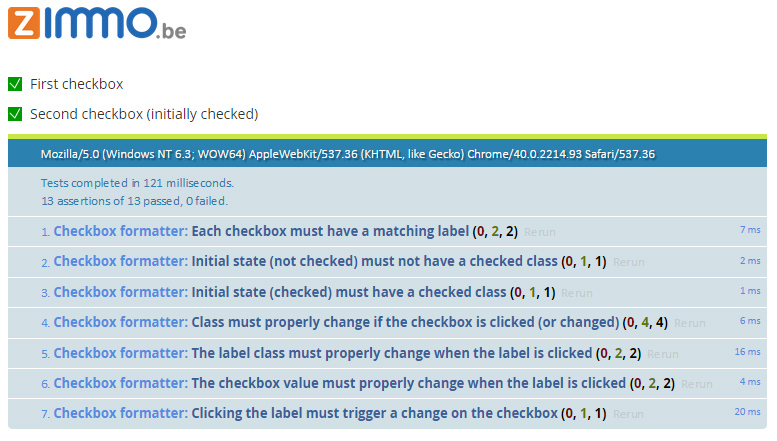 ZIMMO.be
First checkbox
Second checkbox (initially checked)
Mozilla/5.0 (Windows NT 6.3; WOW64) AppleWebKit/537.36 (KHTML, like Gecko) Chrome/40.0.2214.93 Safari/537.36
Tests completed in 121 milliseconds.
13 assertions of 13 passed, 0 failed.
1. Checkbox formatter: Each checkbox must have a matching label (0, 2, 2) Rerun 7 ms
2. Checkbox formatter: Initial state (not checked) must not have a checked class (0, 1, 1) Rerun 2 ms
3. Checkbox formatter: Initial state (checked) must have a checked class (0, 1, 1) Rerun 1 ms
4. Checkbox formatter: Class must properly change if the checkbox is clicked (or changed) (0, 4, 4) Rerun 6 ms
5. Checkbox formatter: The label class must properly change when the label is clicked (0, 2, 2) Rerun 16 ms
6. Checkbox formatter: The checkbox value must properly change when the label is clicked (0, 2, 2) Rerun 4 ms
7. Checkbox formatter: Clicking the label must trigger a change on the checkbox (0, 1, 1) Rerun 20 ms